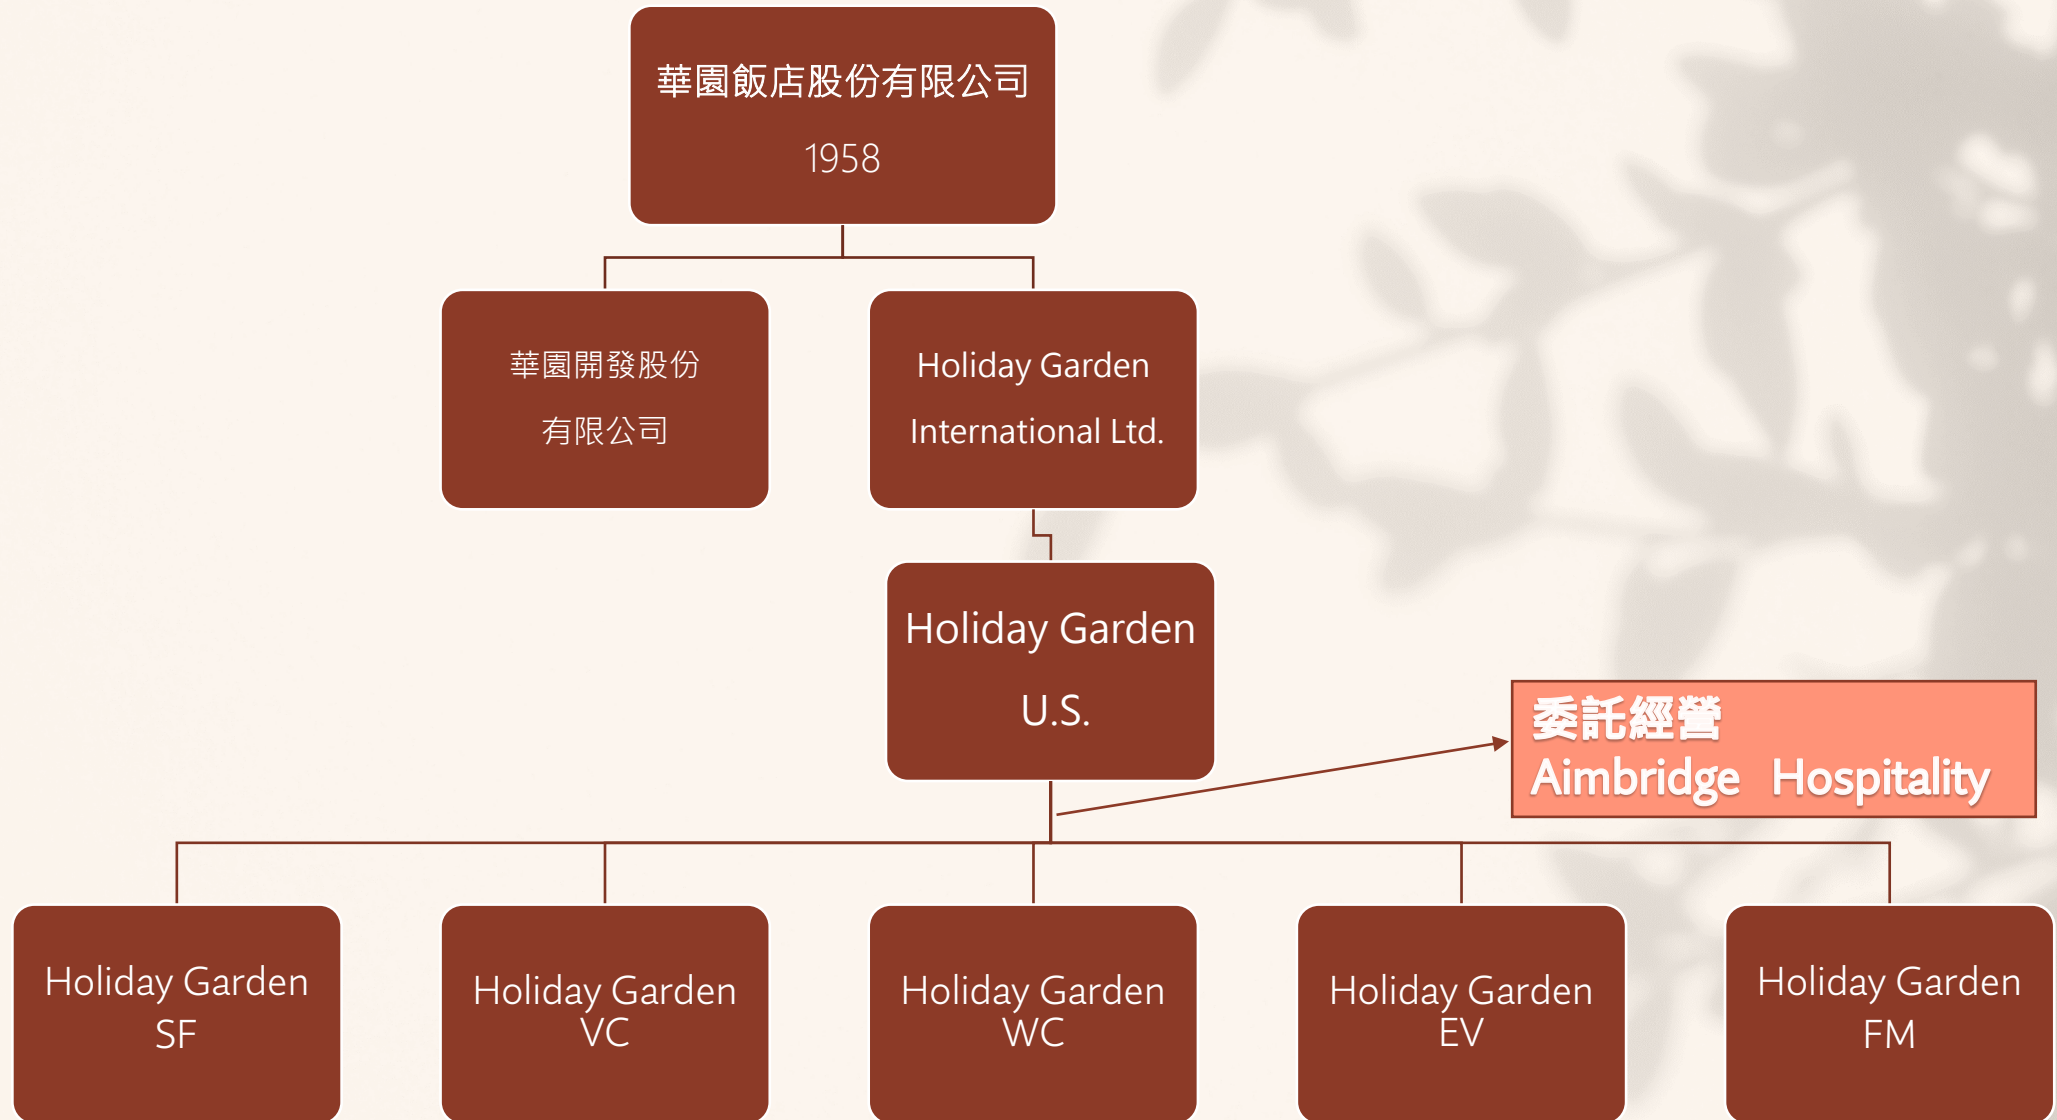 華園飯店股份有限公司
1958
華園開發股份
有限公司
Holiday Garden
International Ltd.
Holiday Garden
U.S.
委託經營
Aimbridge Hospitality
Holiday Garden
SF
Holiday Garden
VC
Holiday Garden
WC
Holiday Garden
EV
Holiday Garden
FM